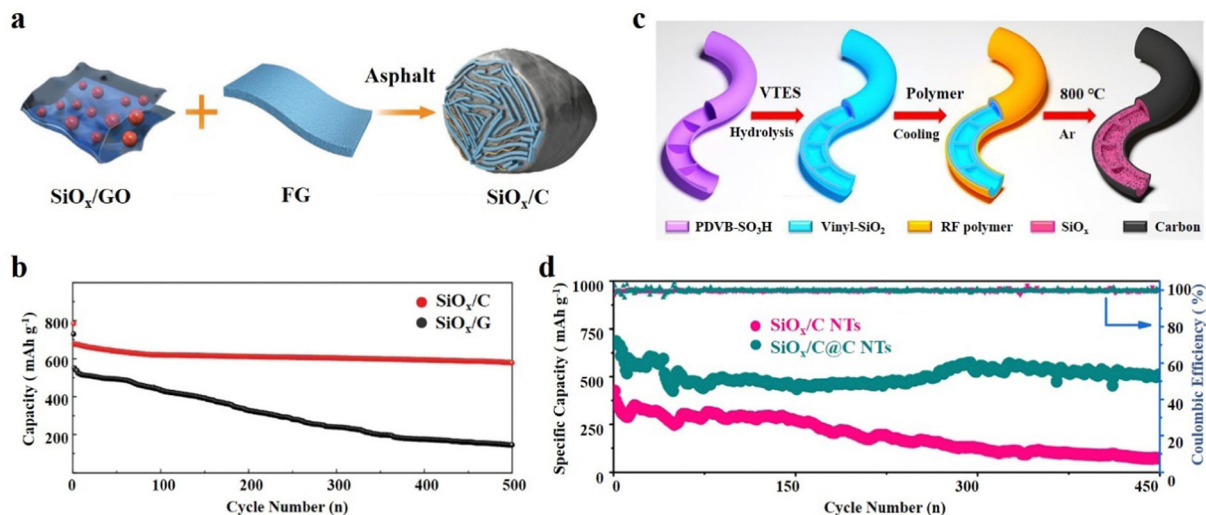 a
Asphalt
SiOₓ/GO
FG
SiOₓ/C
b
SiOₓ/C
SiOₓ/G
Capacity ( mAh g⁻¹)
800
600
400
200
0
100
200
300
400
500
Cycle Number (n)
c
VTES
Hydrolysis
Polymer
Cooling
800 °C
Ar
PDVB-SO₃H
Vinyl-SiO₂
RF polymer
SiOₓ
Carbon
d
SiOₓ/C NTs
SiOₓ/C@C NTs
Specific Capacity ( mAh g⁻¹)
1000
750
500
250
0
0
150
300
450
Cycle Number (n)
100
80
60
40
20
0
Coulombic Efficiency ( %)